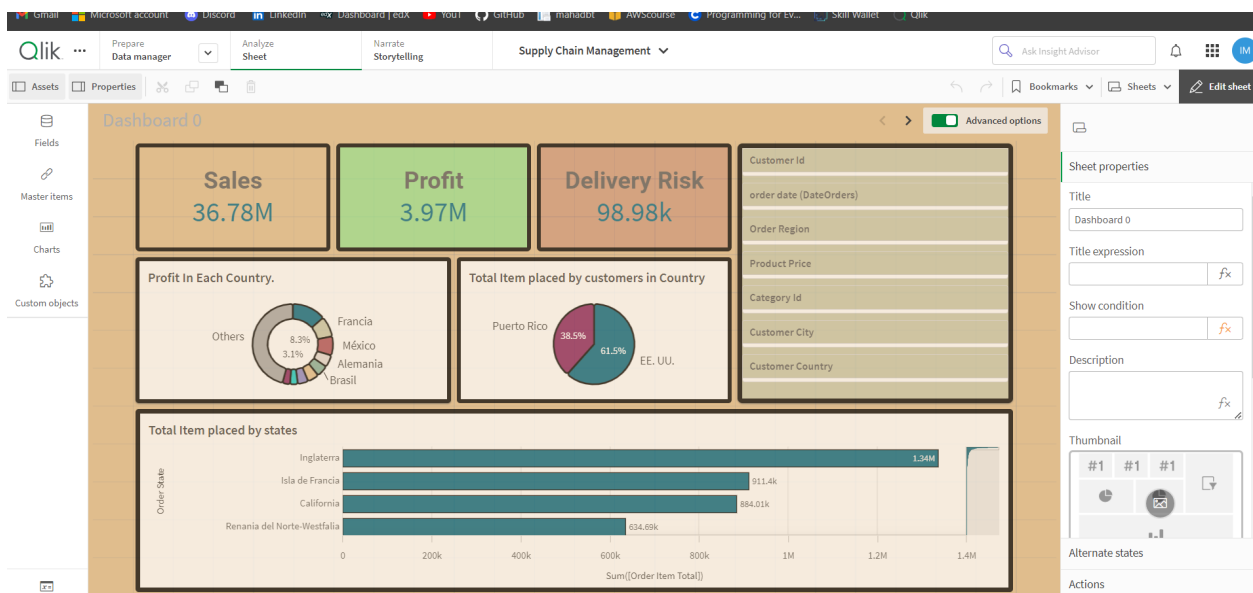 Gmail Microsoft account Discord LinkedIn Dashboard | edX YouT GitHub mahadbt AWScourse Programming for Ev... Skill Wallet Qlik
Qlik
Prepare
Data manager
Analyze
Sheet
Narrate
Storytelling
Supply Chain Management
Ask Insight Advisor
IM
Assets Properties
Bookmarks Sheets Edit sheet
Fields
Master items
Charts
Custom objects
Dashboard 0
Advanced options
Sales
36.78M
Profit
3.97M
Delivery Risk
98.98k
Customer Id
order date (DateOrders)
Order Region
Product Price
Category Id
Customer City
Customer Country
Profit In Each Country.
Others
Francia
México
Alemania
Brasil
8.3%
3.1%
Total Item placed by customers in Country
Puerto Rico
38.5%
61.5%
EE. UU.
Total Item placed by states
Order State
Inglaterra 1.34M
Isla de Francia 911.4k
California 884.01k
Renania del Norte-Westfalia 634.69k
0 200k 400k 600k 800k 1M 1.2M 1.4M
Sum([Order Item Total])
Sheet properties
Title
Dashboard 0
Title expression
fx
Show condition
fx
Description
fx
Thumbnail
#1 #1 #1
Alternate states
Actions